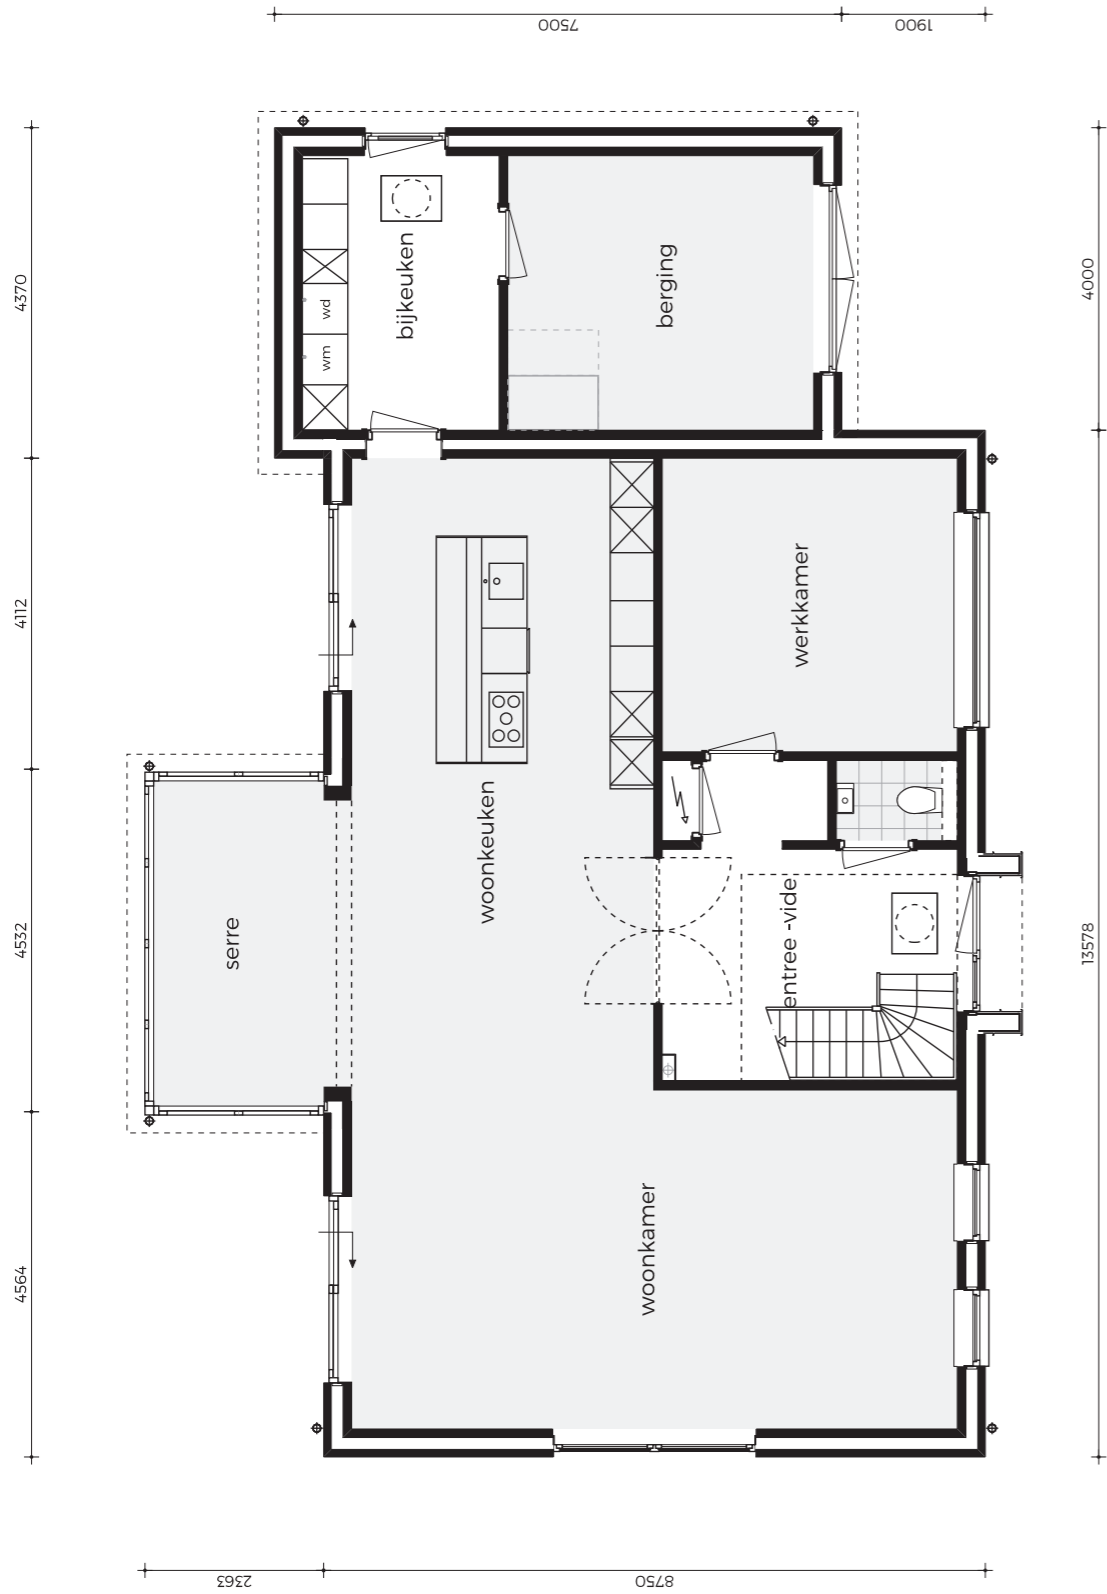 7500
1900
4370
4112
4532
4564
4000
13578
2363
8750
wd
wm
bijkeuken
berging
werkkamer
woonkeuken
serre
entree -vide
woonkamer